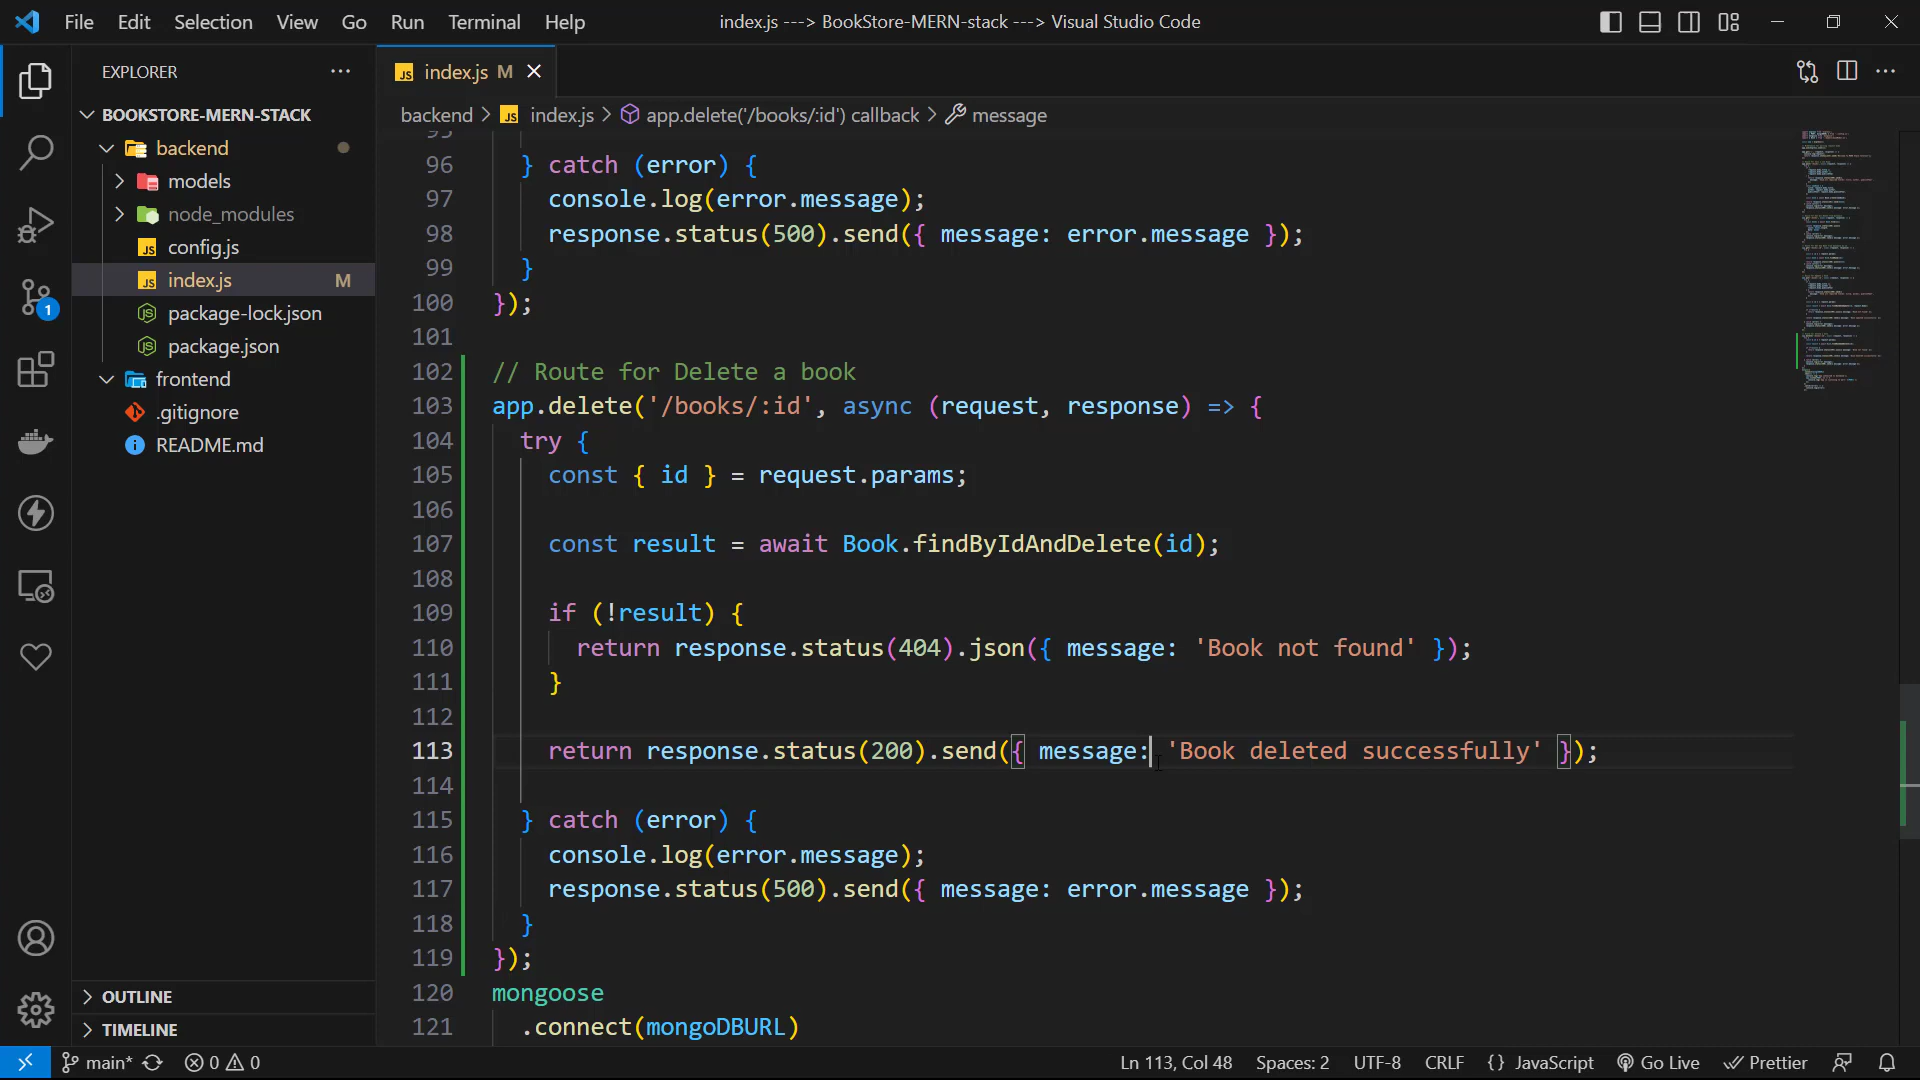 File Edit Selection View Go Run Terminal Help
index.js ---> BookStore-MERN-stack ---> Visual Studio Code
EXPLORER
BOOKSTORE-MERN-STACK
backend
models
node_modules
config.js
index.js M
package-lock.json
package.json
frontend
.gitignore
README.md
OUTLINE
TIMELINE
1
index.js M
backend > index.js > app.delete('/books/:id') callback > message
96 } catch (error) {
97 console.log(error.message);
98 response.status(500).send({ message: error.message });
99 }
100 });
101
102 // Route for Delete a book
103 app.delete('/books/:id', async (request, response) => {
104 try {
105 const { id } = request.params;
106
107 const result = await Book.findByIdAndDelete(id);
108
109 if (!result) {
110 return response.status(404).json({ message: 'Book not found' });
111 }
112
113 return response.status(200).send({ message: 'Book deleted successfully' });
114
115 } catch (error) {
116 console.log(error.message);
117 response.status(500).send({ message: error.message });
118 }
119 });
120 mongoose
121 .connect(mongoDBURL)
main* 0 0 Ln 113, Col 48 Spaces: 2 UTF-8 CRLF {} JavaScript Go Live Prettier